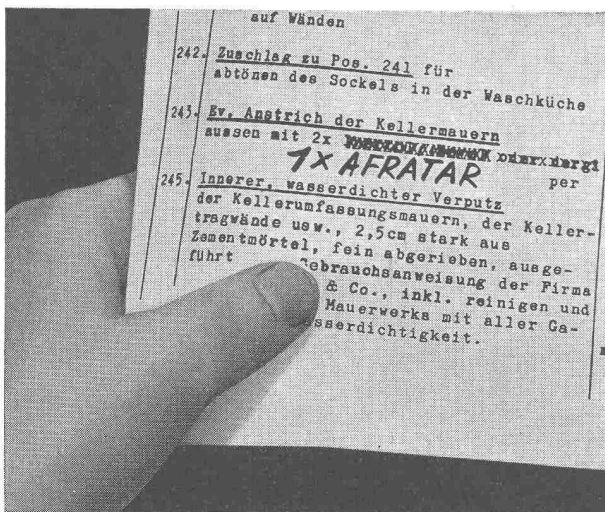 auf Wänden
242. Zuschlag zu Pos. 241 für
abtönen des Sockels in der Waschküche
243. Ev. Anstrich der Kellermauern
aussen mit 2x
1x AFRATAR per
245. Innerer, wasserdichter Verputz
der Kellerumfassungsmauern, der Keller-
tragwände usw., 2,5cm stark aus
Zementmörtel, fein abgerieben, ausge-
führt Gebrauchsanweisung der Firma
& Co., inkl. reinigen und
Mauerwerks mit aller Ga-
sserdichtigkeit.